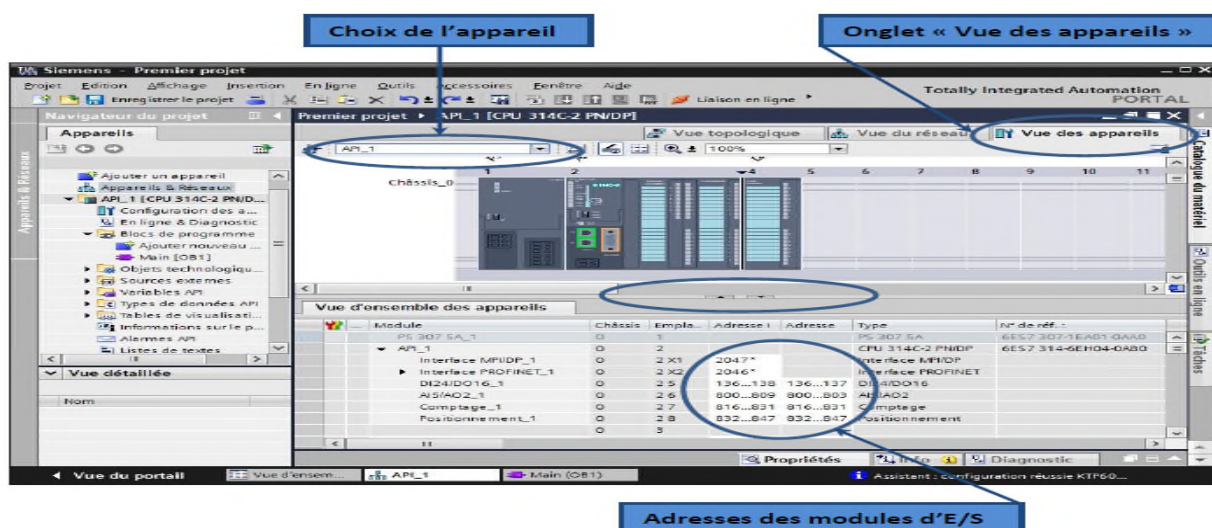 Choix de l'appareil
Onglet « Vue des appareils »
Siemens - Premier projet
Projet Edition Affichage Insertion En ligne Outils Accessoires Fenêtre Aide
Totally Integrated Automation
PORTAL
Enregistrer le projet
Liaison en ligne
Navigateur du projet
Premier projet ▸ API_1 [CPU 314C-2 PN/DP]
Appareils
Vue topologique
Vue du réseau
Vue des appareils
API_1
100%
Ajouter un appareil
Appareils & Réseaux
API_1 [CPU 314C-2 PN/D...
Configuration des a...
En ligne & Diagnostic
Blocs de programme
Ajouter nouveau ...
Main [OB1]
Objets technologiqu...
Sources externes
Variables API
Types de données API
Tables de visualisati...
Informations sur le p...
Alarmes API
Listes de textes
Vue détaillée
Nom
Appareils & Réseaux
Châssis_0
1 2 4 5 6 7 8 9 10 11
Vue d'ensemble des appareils
... Module Châssis Empla... Adresse I Adresse Type N° de réf.
PS 307 5A_1 0 1 PS 307 5A 6ES7 307-1EA01-0AA0
API_1 0 2 CPU 314C-2 PN/DP 6ES7 314-6EH04-0AB0
Interface MPI/DP_1 0 2 X1 2047* Interface MPI/DP
Interface PROFINET_1 0 2 X2 2046* Interface PROFINET
DI24/DO16_1 0 2 5 136...138 136...137 DI24/DO16
AI5/AO2_1 0 2 6 800...809 800...803 AI5/AO2
Comptage_1 0 2 7 816...831 816...831 Comptage
Positionnement_1 0 2 8 832...847 832...847 Positionnement
0 3
Propriétés
Info
Diagnostic
Catalogue du matériel
Outils en ligne
Tâches
Vue du portail
Vue d'ensem...
API_1
Main (OB1)
Assistant : configuration réussie KTP60...
Adresses des modules d'E/S